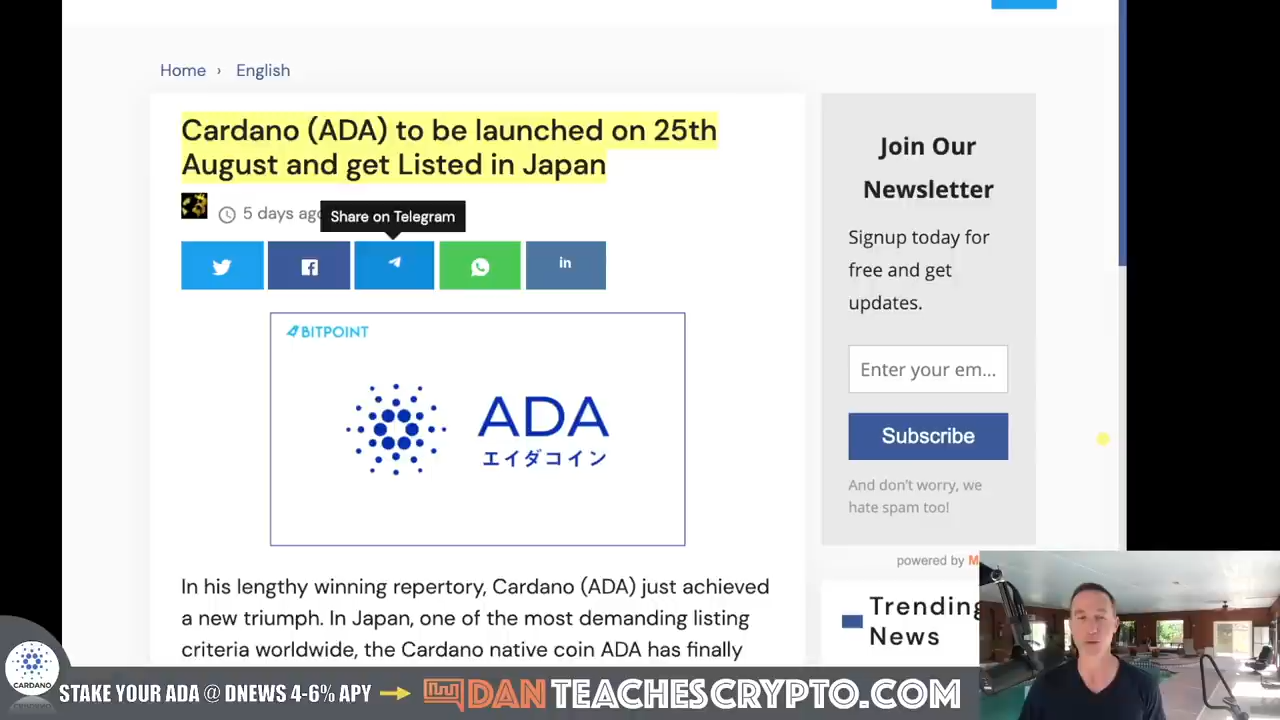 Home › English
Cardano (ADA) to be launched on 25th
August and get Listed in Japan
5 days ago
Share on Telegram
in
BITPOINT
ADA
エイダコイン
In his lengthy winning repertory, Cardano (ADA) just achieved
a new triumph. In Japan, one of the most demanding listing
criteria worldwide, the Cardano native coin ADA has finally
Join Our
Newsletter
Signup today for
free and get
updates.
Enter your em...
Subscribe
And don't worry, we
hate spam too!
powered by
Trending
News
CARDANO
STAKE YOUR ADA @ DNEWS 4-6% APY
DANTEACHESCRYPTO.COM